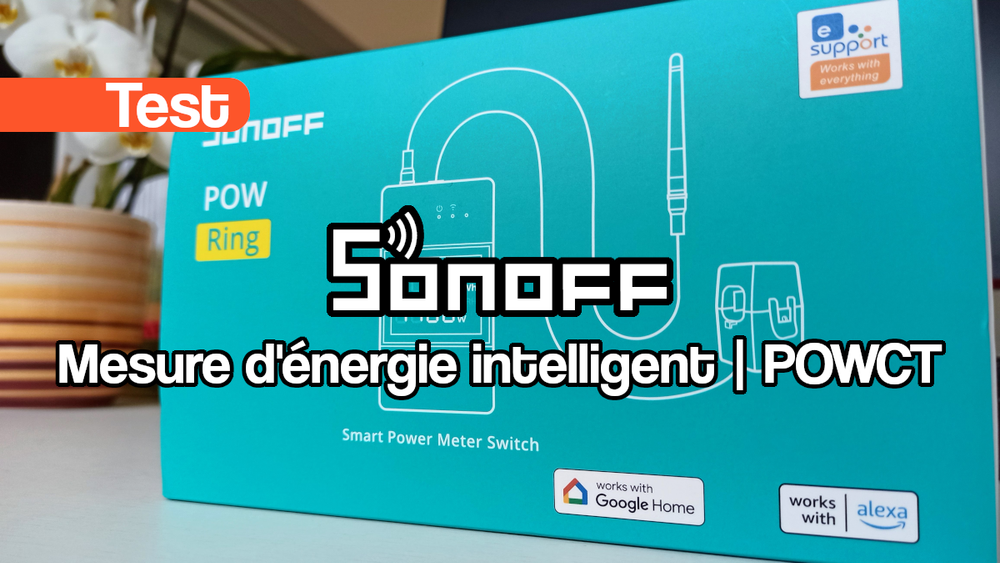 Test
SONOFF
POW
Ring
e
support
Works with
everything
SONOFF
Mesure d'énergie intelligent | POWCT
Smart Power Meter Switch
works with
Google Home
works
with
alexa